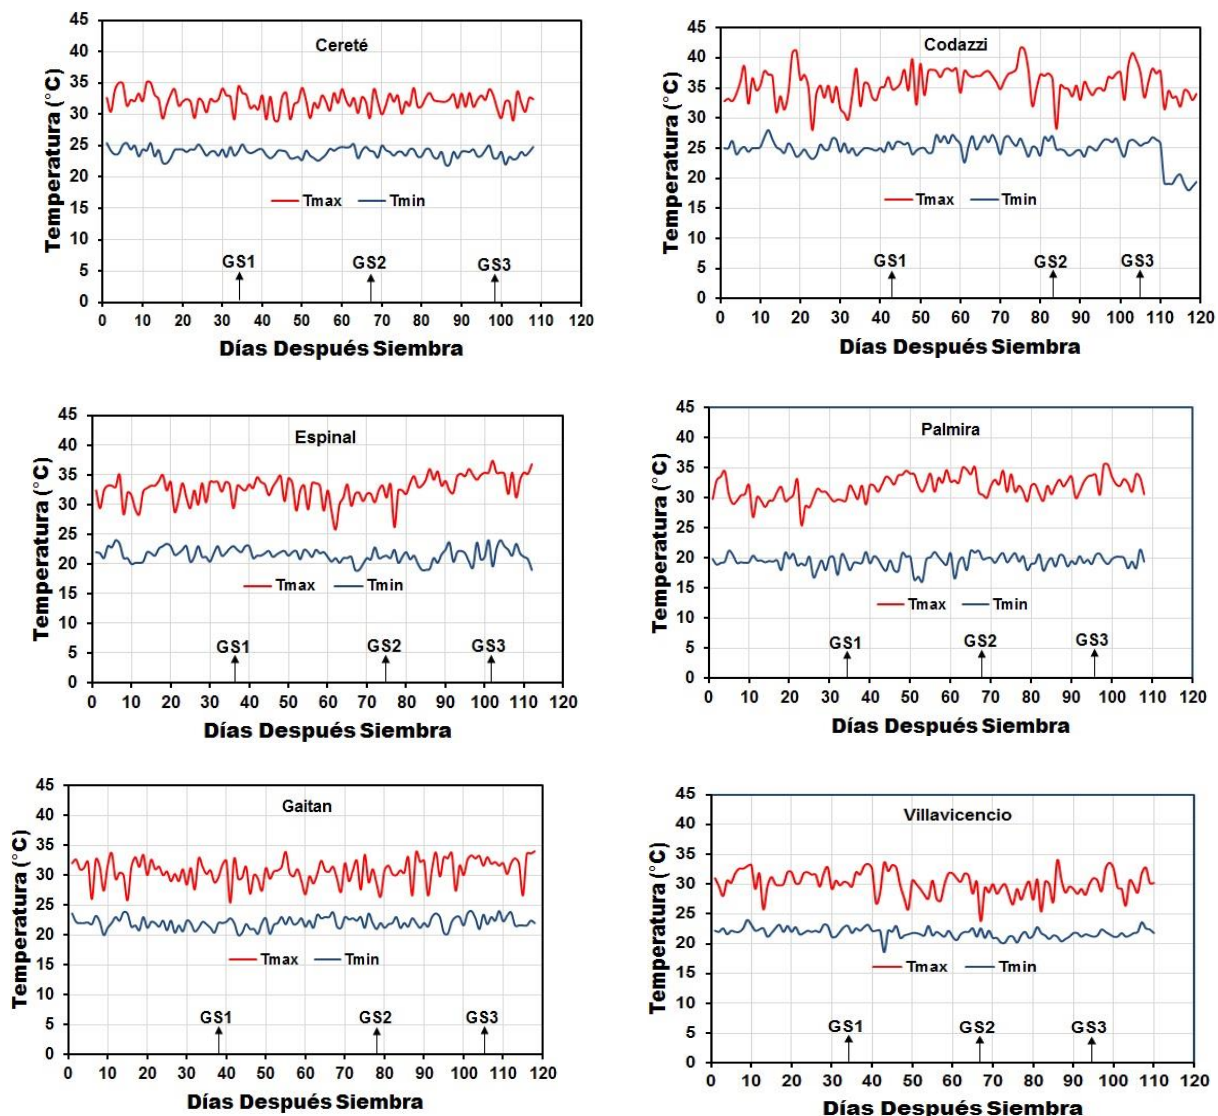 Cereté
Temperatura (°C)
45
40
35
30
25
20
15
10
5
0
Tmax Tmin
GS1 GS2 GS3
0 10 20 30 40 50 60 70 80 90 100 110 120
Días Después Siembra
Codazzi
Temperatura (°C)
45
40
35
30
25
20
15
10
5
0
Tmax Tmin
GS1 GS2 GS3
0 10 20 30 40 50 60 70 80 90 100 110 120
Días Después Siembra
Espinal
Temperatura (°C)
45
40
35
30
25
20
15
10
5
0
Tmax Tmin
GS1 GS2 GS3
0 10 20 30 40 50 60 70 80 90 100 110 120
Días Después Siembra
Palmira
Temperatura (°C)
45
40
35
30
25
20
15
10
5
0
Tmax Tmin
GS1 GS2 GS3
0 10 20 30 40 50 60 70 80 90 100 110 120
Días Después Siembra
Gaitan
Temperatura (°C)
45
40
35
30
25
20
15
10
5
0
Tmax Tmin
GS1 GS2 GS3
0 10 20 30 40 50 60 70 80 90 100 110 120
Días Después Siembra
Villavicencio
Temperatura (°C)
45
40
35
30
25
20
15
10
5
0
Tmax Tmin
GS1 GS2 GS3
0 10 20 30 40 50 60 70 80 90 100 110 120
Días Después Siembra